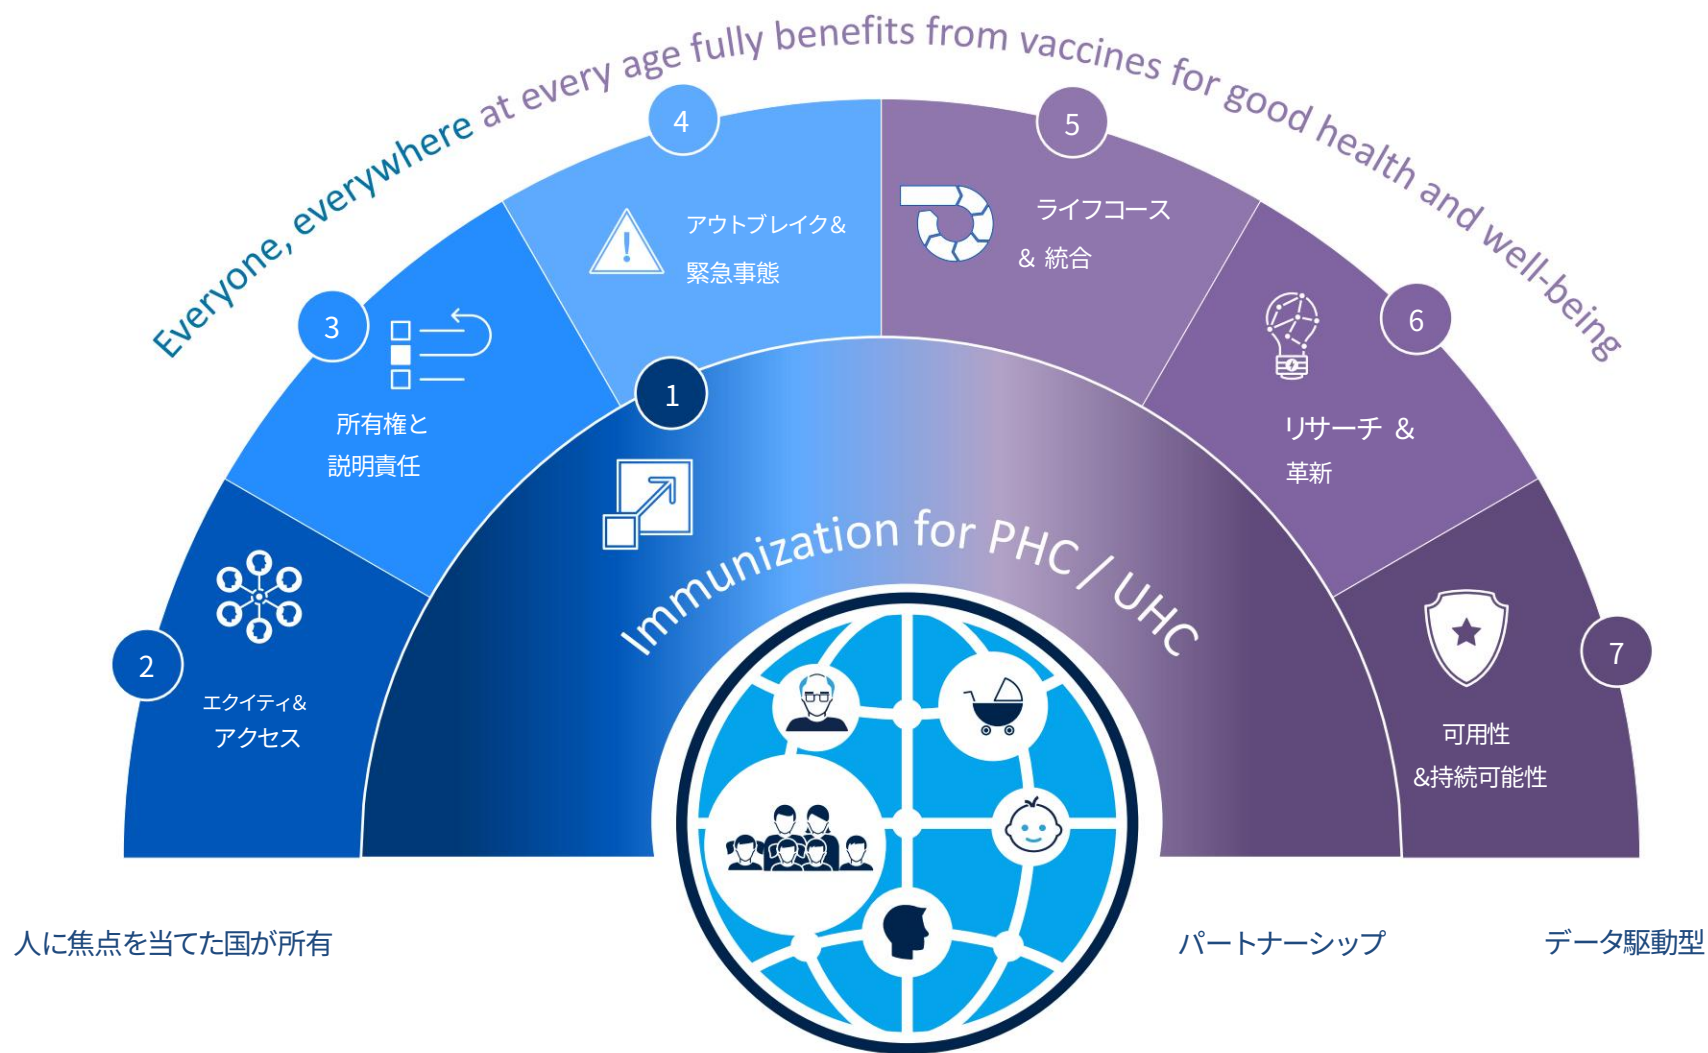 Everyone, everywhere at every age fully benefits from vaccines for good health and well-being
4
5
アウトブレイク&
緊急事態
ライフコース
& 統合
3
6
所有権と
説明責任
1
リサーチ &
革新
Immunization for PHC / UHC
2
エクイティ&
アクセス
7
可用性
&持続可能性
人に焦点を当てた国が所有
パートナーシップ
データ駆動型